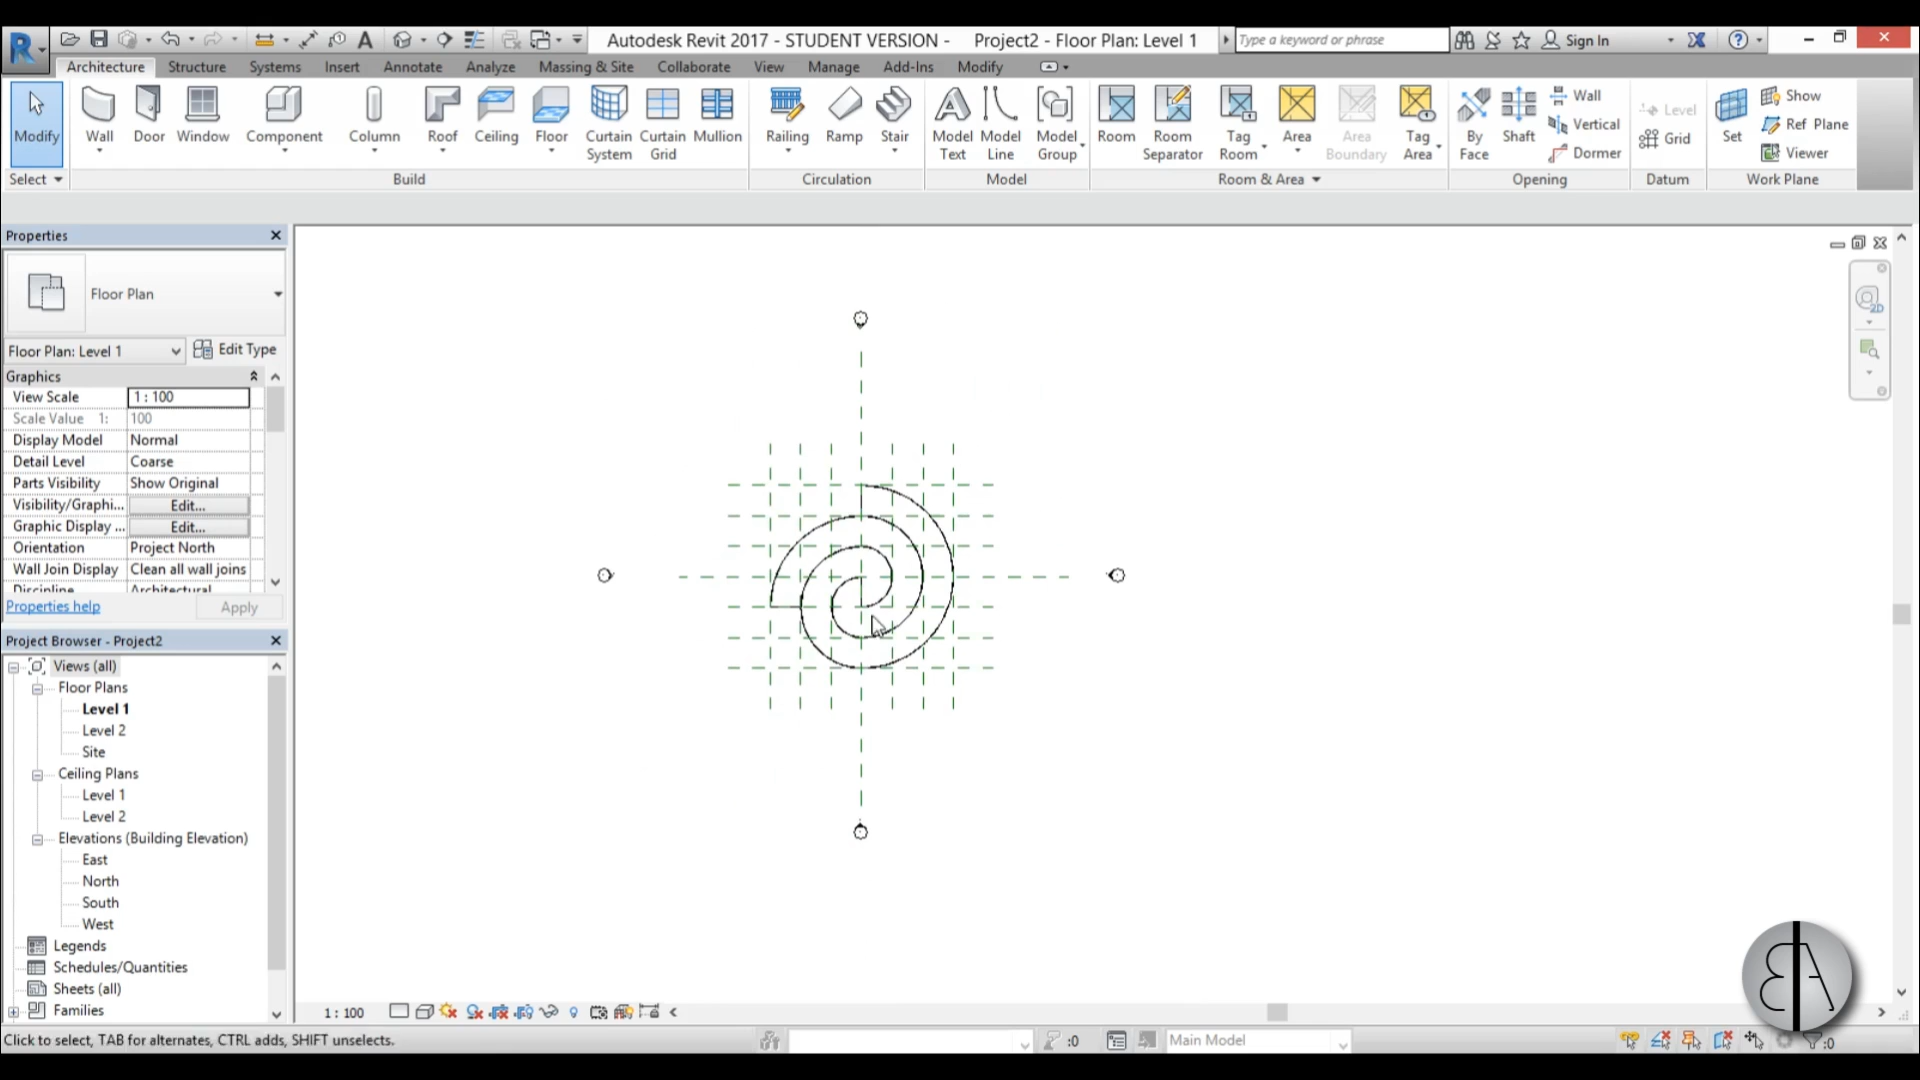 Autodesk Revit 2017 - STUDENT VERSION - Project2 - Floor Plan: Level 1
Type a keyword or phrase
Sign In
Architecture Structure Systems Insert Annotate Analyze Massing & Site Collaborate View Manage Add-Ins Modify
Modify Wall Door Window Component Column Roof Ceiling Floor Curtain System Curtain Grid Mullion Railing Ramp Stair Model Text Model Line Model Group Room Room Separator Tag Room Area Area Boundary Tag Area By Face Shaft Wall Vertical Dormer Level Grid Set Show Ref Plane Viewer
Select Build Circulation Model Room & Area Opening Datum Work Plane
Properties
Floor Plan
Floor Plan: Level 1 Edit Type
Graphics
View Scale 1 : 100
Scale Value 1: 100
Display Model Normal
Detail Level Coarse
Parts Visibility Show Original
Visibility/Graphi... Edit...
Graphic Display ... Edit...
Orientation Project North
Wall Join Display Clean all wall joins
Discipline Architectural
Properties help Apply
Project Browser - Project2
Views (all)
Floor Plans
Level 1
Level 2
Site
Ceiling Plans
Level 1
Level 2
Elevations (Building Elevation)
East
North
South
West
Legends
Schedules/Quantities
Sheets (all)
Families
2D
1 : 100
Click to select, TAB for alternates, CTRL adds, SHIFT unselects.
:0
Main Model
:0